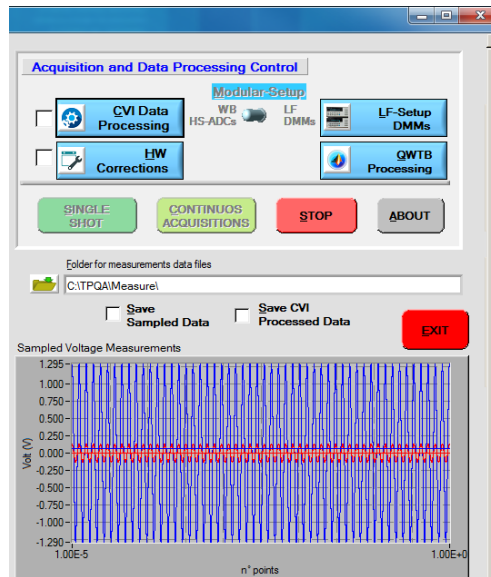 Acquisition and Data Processing Control
Modular-Setup
WB
HS-ADCs
LF
DMMs
CVI Data
Processing
LF-Setup
DMMs
HW
Corrections
QWTB
Processing
SINGLE
SHOT
CONTINUOS
ACQUISITIONS
STOP
ABOUT
Folder for measurements data files
C:\TPQA\Measure\
Save
Sampled Data
Save CVI
Processed Data
EXIT
Sampled Voltage Measurements
1.295
1.000
0.750
0.500
0.250
0.000
-0.250
-0.500
-0.750
-1.000
-1.290
Volt (V)
1.00E-5
1.00E+0
n° points